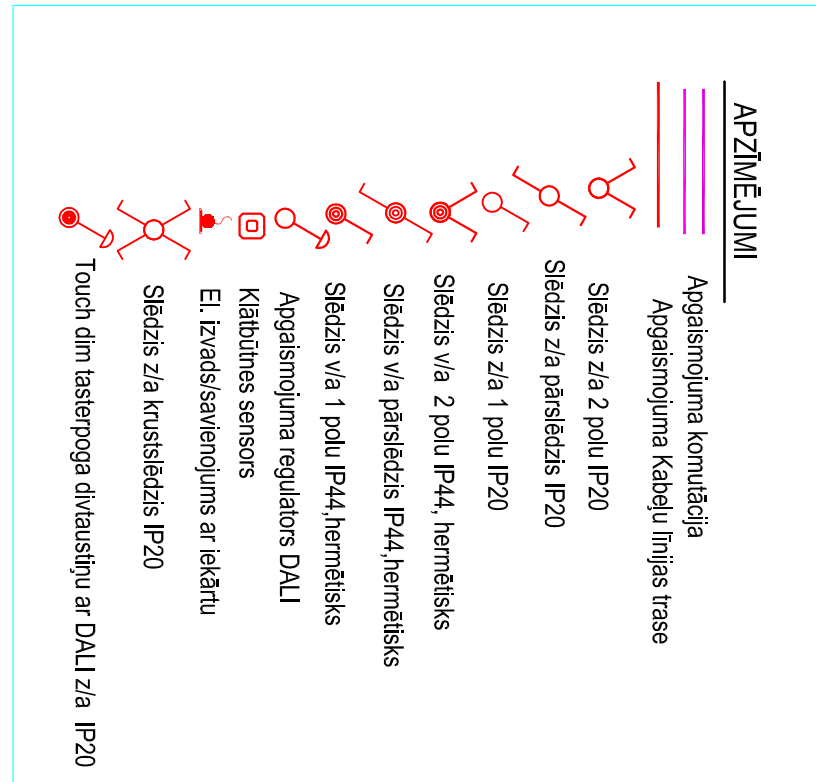 APZĪMĒJUMI
Apgaismojuma komutācija
Apgaismojuma Kabeļu līnijas trase
Slēdzis z/a 2 polu IP20
Slēdzis z/a pārslēdzis IP20
Slēdzis z/a 1 polu IP20
Slēdzis v/a 2 polu IP44, hermētisks
Slēdzis v/a pārslēdzis IP44,hermētisks
Slēdzis v/a 1 polu IP44,hermētisks
Apgaismojuma regulators DALI
Klātbūtnes sensors
El. izvads/savienojums ar iekārtu
Slēdzis z/a krustslēdzis IP20
Touch dim tasterpoga divtaustiņu ar DALI z/a IP20